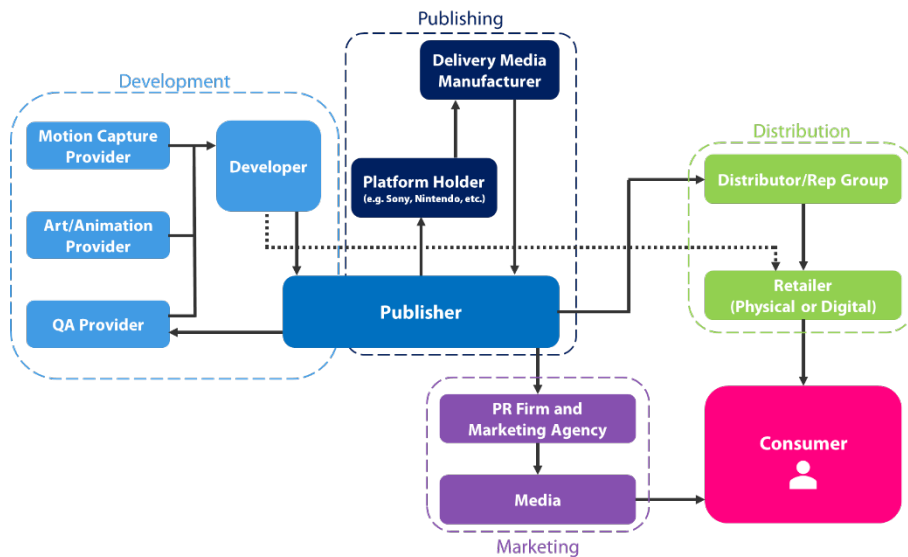 Publishing
Delivery Media
Manufacturer
Development
Motion Capture
Provider
Developer
Distribution
Platform Holder
(e.g. Sony, Nintendo, etc.)
Distributor/Rep Group
Art/Animation
Provider
Retailer
(Physical or Digital)
QA Provider
Publisher
PR Firm and
Marketing Agency
Consumer
Media
Marketing